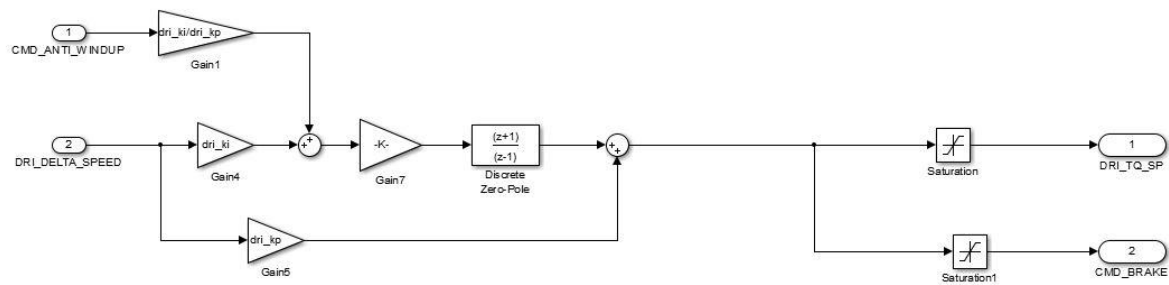 1
CMD_ANTI_WINDUP
dri_ki/dri_kp
Gain1
2
DRI_DELTA_SPEED
dri_ki
Gain4
+
+
-K-
Gain7
(z+1)
(z-1)
Discrete
Zero-Pole
+
+
dri_kp
Gain5
Saturation
1
DRI_TQ_SP
Saturation1
2
CMD_BRAKE